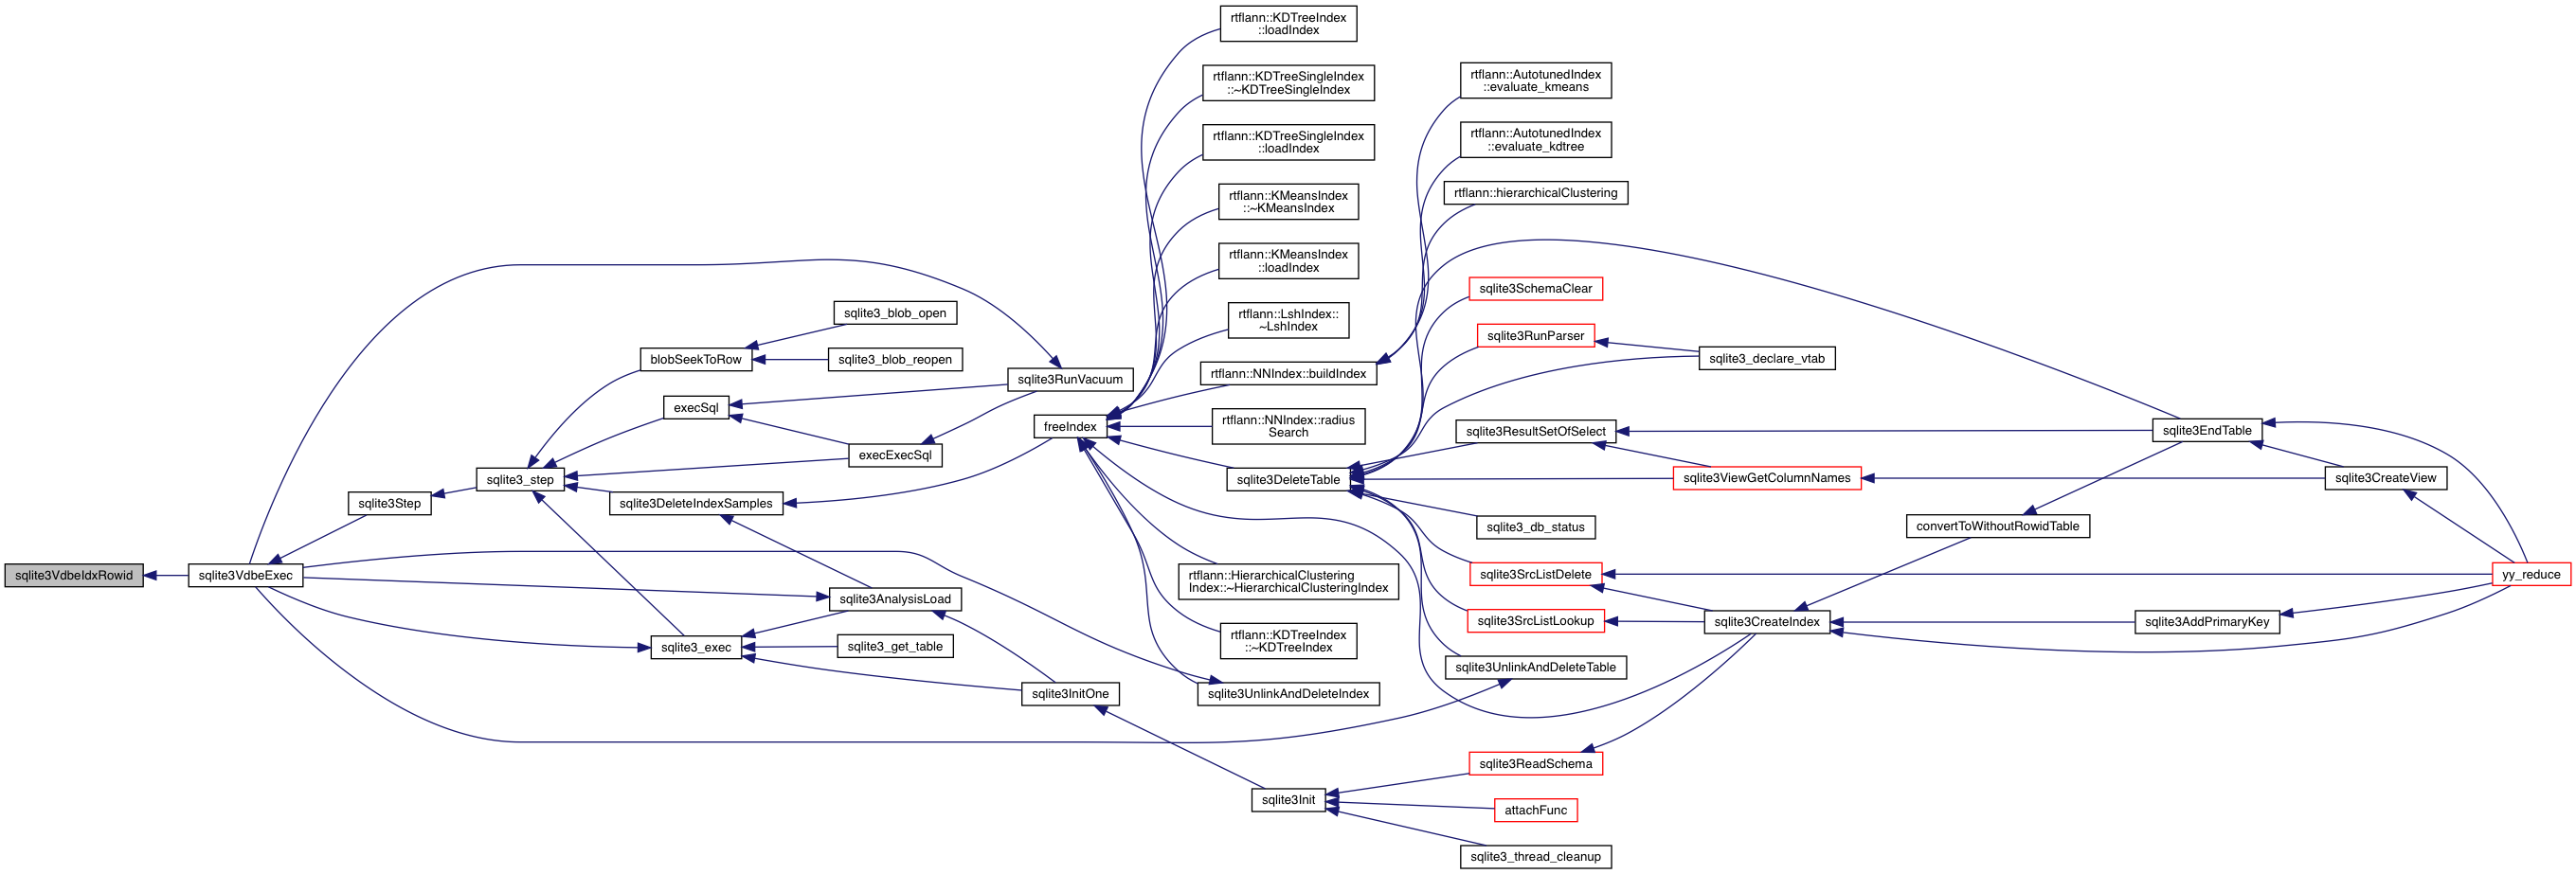 sqlite3VdbeIdxRowid
sqlite3VdbeExec
sqlite3Step
sqlite3_step
blobSeekToRow
sqlite3_blob_open
sqlite3_blob_reopen
execSql
execExecSql
sqlite3DeleteIndexSamples
sqlite3_exec
sqlite3AnalysisLoad
sqlite3_get_table
sqlite3RunVacuum
freeIndex
sqlite3InitOne
rtflann::KDTreeIndex
::loadIndex
rtflann::KDTreeSingleIndex
::~KDTreeSingleIndex
rtflann::KDTreeSingleIndex
::loadIndex
rtflann::KMeansIndex
::~KMeansIndex
rtflann::KMeansIndex
::loadIndex
rtflann::LshIndex::
~LshIndex
rtflann::NNIndex::buildIndex
rtflann::NNIndex::radius
Search
sqlite3DeleteTable
rtflann::HierarchicalClustering
Index::~HierarchicalClusteringIndex
rtflann::KDTreeIndex
::~KDTreeIndex
sqlite3UnlinkAndDeleteIndex
sqlite3Init
rtflann::AutotunedIndex
::evaluate_kmeans
rtflann::AutotunedIndex
::evaluate_kdtree
rtflann::hierarchicalClustering
sqlite3SchemaClear
sqlite3RunParser
sqlite3ResultSetOfSelect
sqlite3_db_status
sqlite3SrcListDelete
sqlite3SrcListLookup
sqlite3UnlinkAndDeleteTable
sqlite3ReadSchema
attachFunc
sqlite3_thread_cleanup
sqlite3_declare_vtab
sqlite3ViewGetColumnNames
sqlite3CreateIndex
convertToWithoutRowidTable
sqlite3EndTable
sqlite3AddPrimaryKey
sqlite3CreateView
yy_reduce